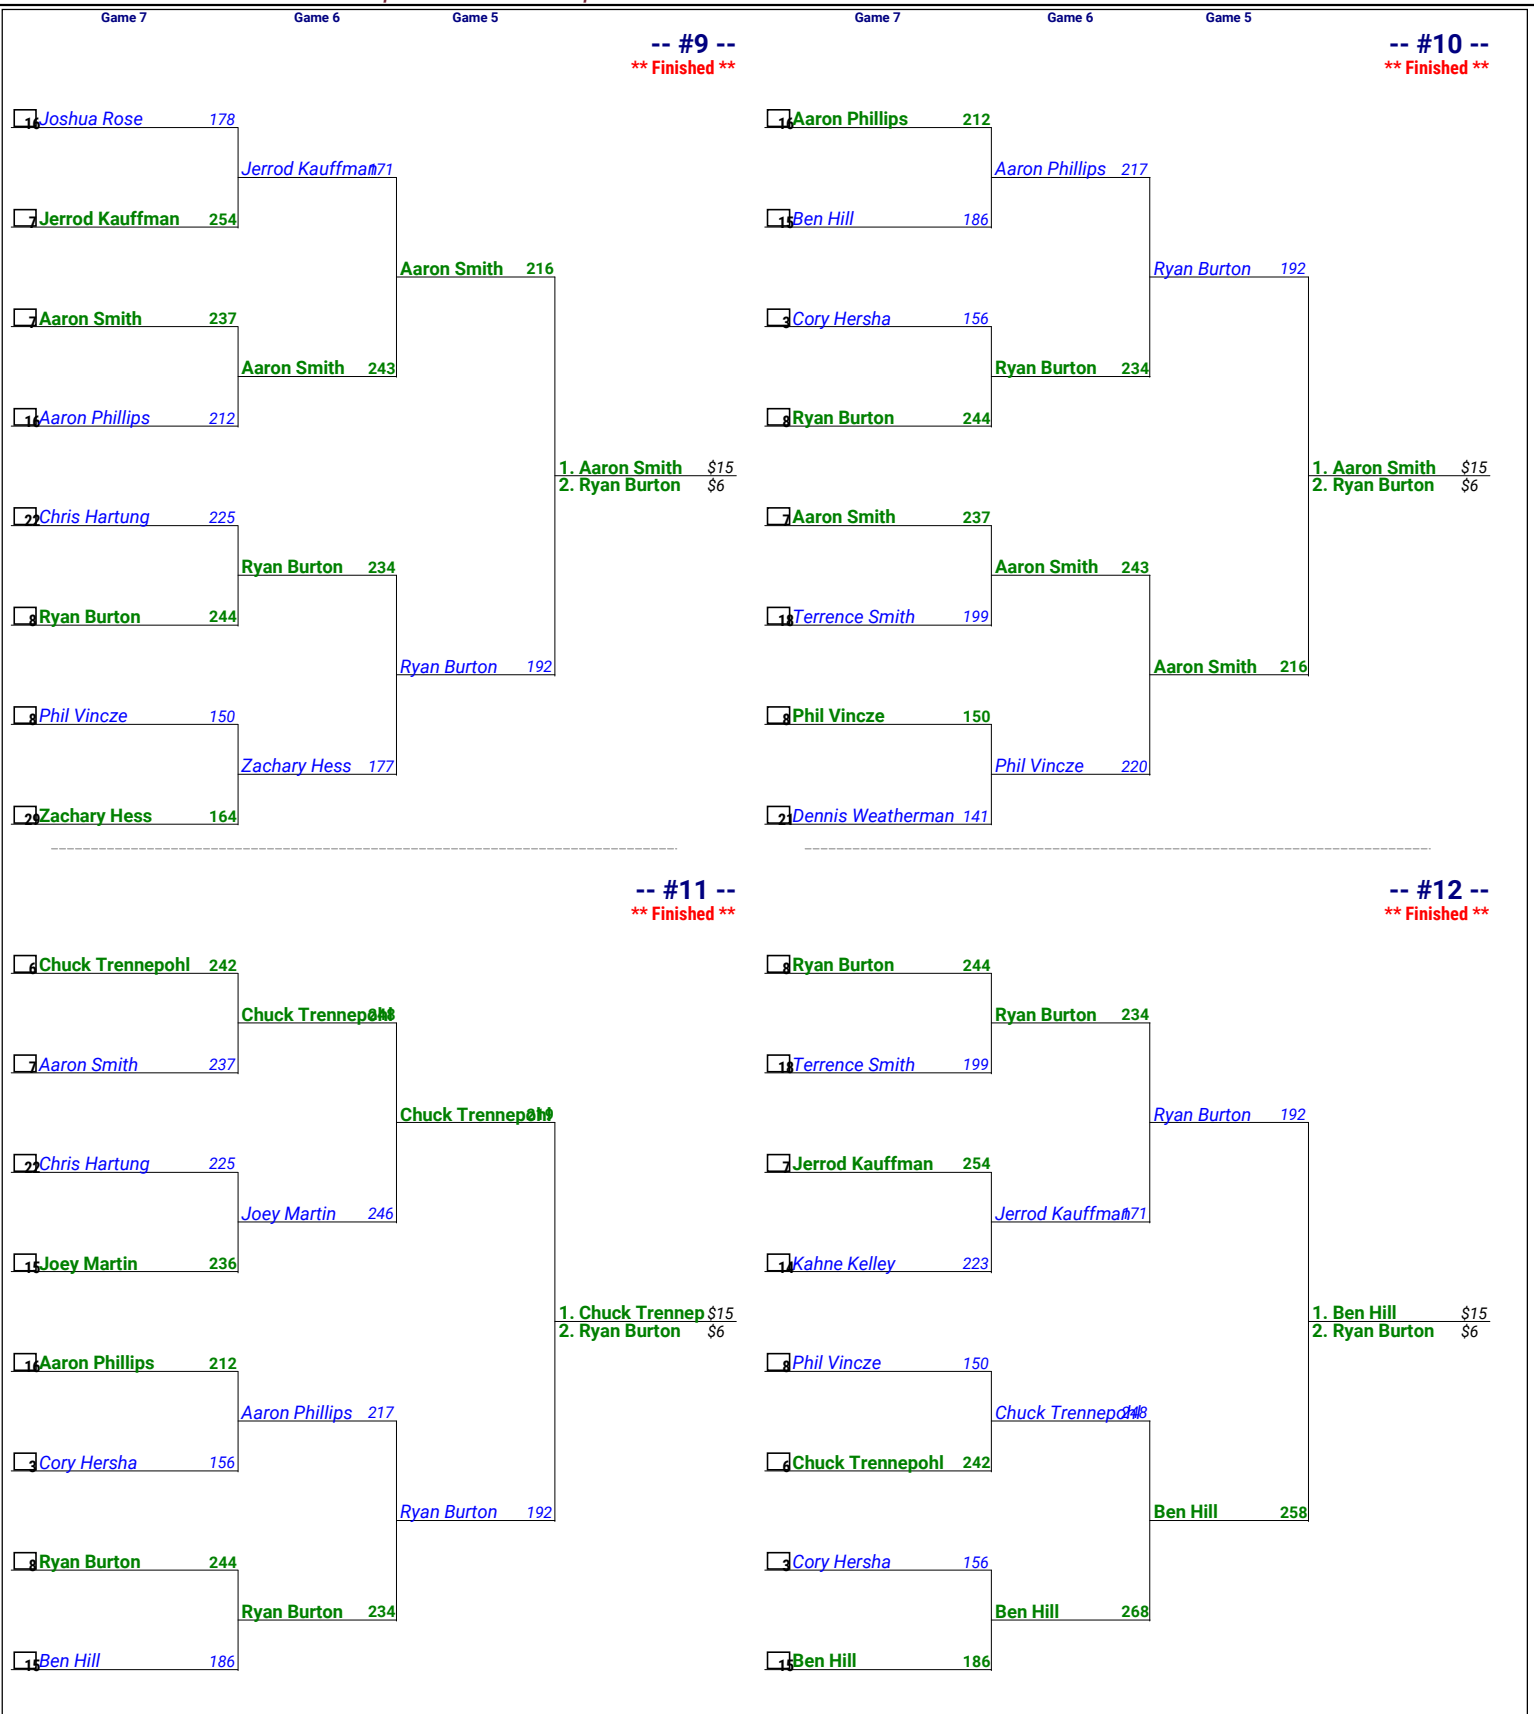 Game 7 Game 6 Game 5 Game 7 Game 6 Game 5
-- #9 --
** Finished **
16 Joshua Rose 178
Jerrod Kauffman 171
7 Jerrod Kauffman 254
Aaron Smith 216
7 Aaron Smith 237
Aaron Smith 243
16 Aaron Phillips 212
1. Aaron Smith $15
2. Ryan Burton $6
22 Chris Hartung 225
Ryan Burton 234
8 Ryan Burton 244
Ryan Burton 192
8 Phil Vincze 150
Zachary Hess 177
29 Zachary Hess 164
-- #10 --
** Finished **
16 Aaron Phillips 212
Aaron Phillips 217
15 Ben Hill 186
Ryan Burton 192
3 Cory Hersha 156
Ryan Burton 234
8 Ryan Burton 244
1. Aaron Smith $15
2. Ryan Burton $6
7 Aaron Smith 237
Aaron Smith 243
18 Terrence Smith 199
Aaron Smith 216
8 Phil Vincze 150
Phil Vincze 220
21 Dennis Weatherman 141
-- #11 --
** Finished **
6 Chuck Trennepohl 242
Chuck Trennepohl 248
7 Aaron Smith 237
Chuck Trennepohl 219
22 Chris Hartung 225
Joey Martin 246
15 Joey Martin 236
1. Chuck Trennep $15
2. Ryan Burton $6
16 Aaron Phillips 212
Aaron Phillips 217
3 Cory Hersha 156
Ryan Burton 192
8 Ryan Burton 244
Ryan Burton 234
15 Ben Hill 186
-- #12 --
** Finished **
8 Ryan Burton 244
Ryan Burton 234
18 Terrence Smith 199
Ryan Burton 192
7 Jerrod Kauffman 254
Jerrod Kauffman 171
14 Kahne Kelley 223
1. Ben Hill $15
2. Ryan Burton $6
8 Phil Vincze 150
Chuck Trennepohl 248
6 Chuck Trennepohl 242
Ben Hill 258
3 Cory Hersha 156
Ben Hill 268
15 Ben Hill 186